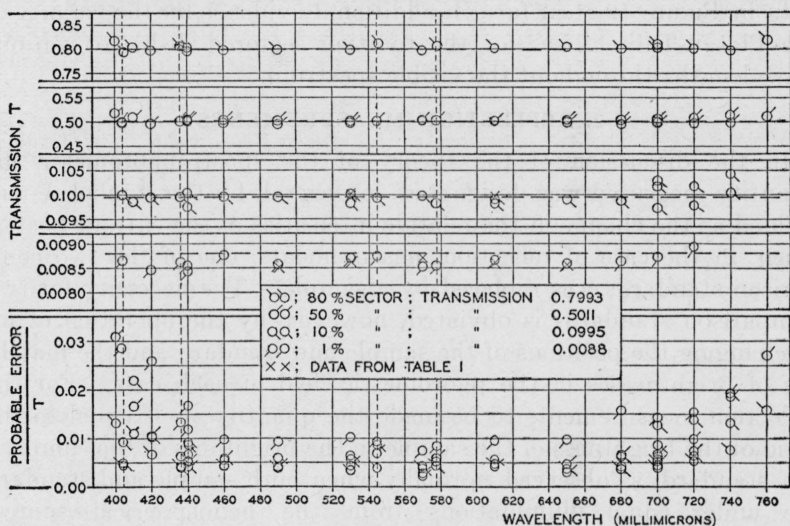 TRANSMISSION, T
0.85
0.80
0.75
0.55
0.50
0.45
0.105
0.100
0.095
0.0090
0.0085
0.0080
; 80 % SECTOR ; TRANSMISSION 0.7993
; 50% " ; " 0.5011
; 10% " ; " 0.0995
; 1% " ; " 0.0088
; DATA FROM TABLE I
PROBABLE ERROR
T
0.03
0.02
0.01
0.00
400 420 440 460 480 500 520 540 560 580 600 620 640 660 680 700 720 740 760
WAVELENGTH (MILLIMICRONS)